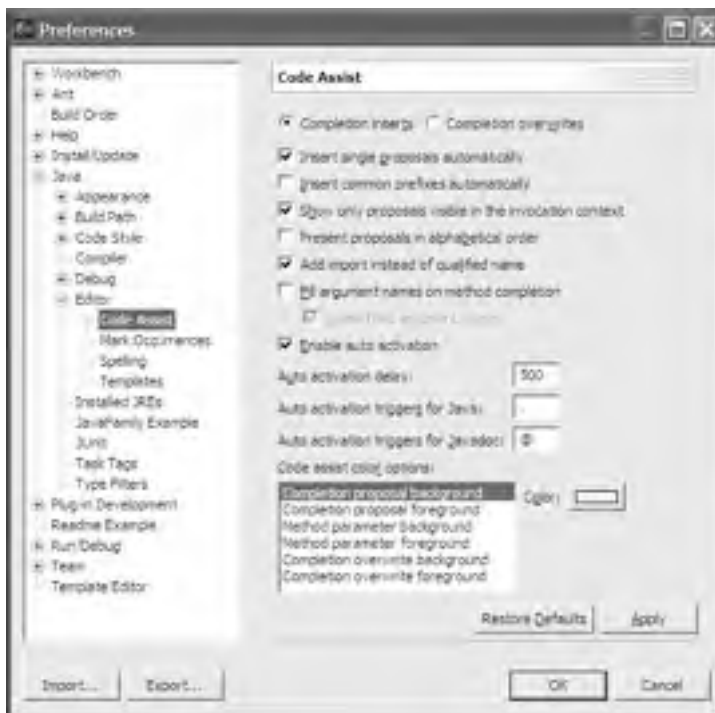 Preferences
Workbench
Ant
Build Order
Help
Install/Update
Java
Appearance
Build Path
Code Style
Compiler
Debug
Editor
Code Assist
Mark Occurrences
Spelling
Templates
Installed JREs
JavaFamily Example
JUnit
Task Tags
Type Filters
Plug-in Development
Readme Example
Run/Debug
Team
Template Editor
Code Assist
Completion inserts Completion overwrites
Insert single proposals automatically
Insert common prefixes automatically
Show only proposals visible in the invocation context
Present proposals in alphabetical order
Add import instead of qualified name
Fill argument names on method completion
Enable auto activation
Auto activation delay: 500
Auto activation triggers for Java: .
Auto activation triggers for Javadoc: @
Code assist color options:
Completion proposal background Color:
Completion proposal foreground
Method parameter background
Method parameter foreground
Completion overwrite background
Completion overwrite foreground
Restore Defaults Apply
Import... Export... OK Cancel